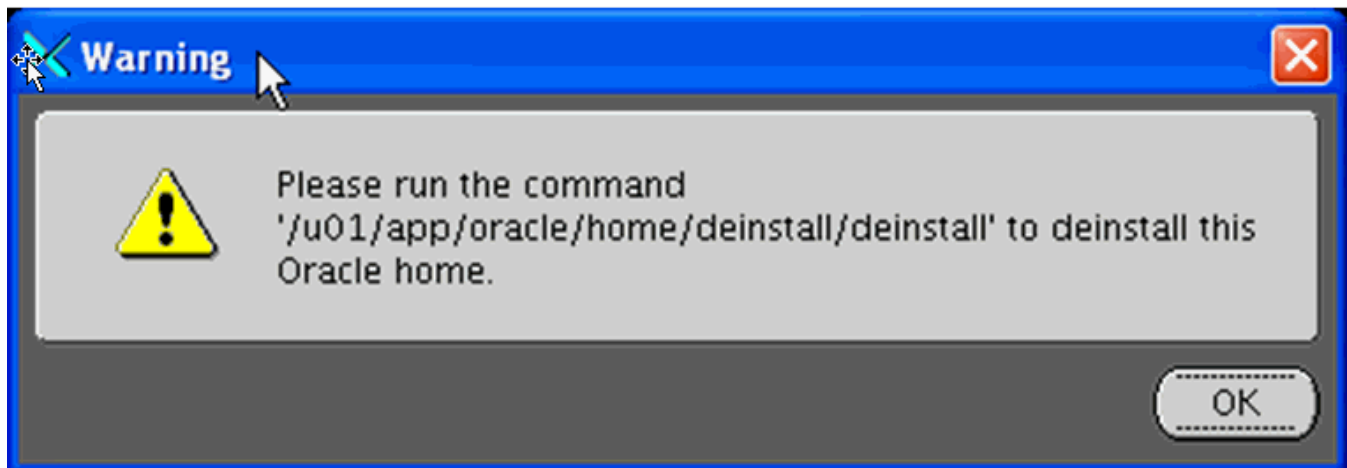 Warning
Please run the command
'/u01/app/oracle/home/deinstall/deinstall' to deinstall this
Oracle home.
OK